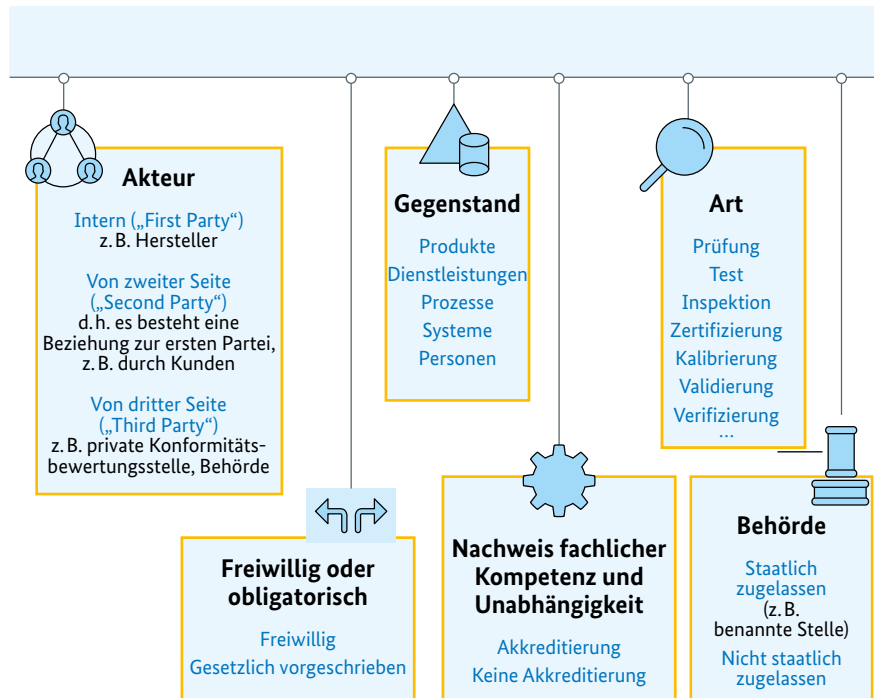 Akteur
Intern („First Party“)
z. B. Hersteller
Von zweiter Seite
(„Second Party“)
d. h. es besteht eine
Beziehung zur ersten Partei,
z. B. durch Kunden
Von dritter Seite
(„Third Party“)
z. B. private Konformitäts-
bewertungsstelle, Behörde
Freiwillig oder
obligatorisch
Freiwillig
Gesetzlich vorgeschrieben
Gegenstand
Produkte
Dienstleistungen
Prozesse
Systeme
Personen
Nachweis fachlicher
Kompetenz und
Unabhängigkeit
Akkreditierung
Keine Akkreditierung
Art
Prüfung
Test
Inspektion
Zertifizierung
Kalibrierung
Validierung
Verifizierung
...
Behörde
Staatlich
zugelassen
(z. B.
benannte Stelle)
Nicht staatlich
zugelassen